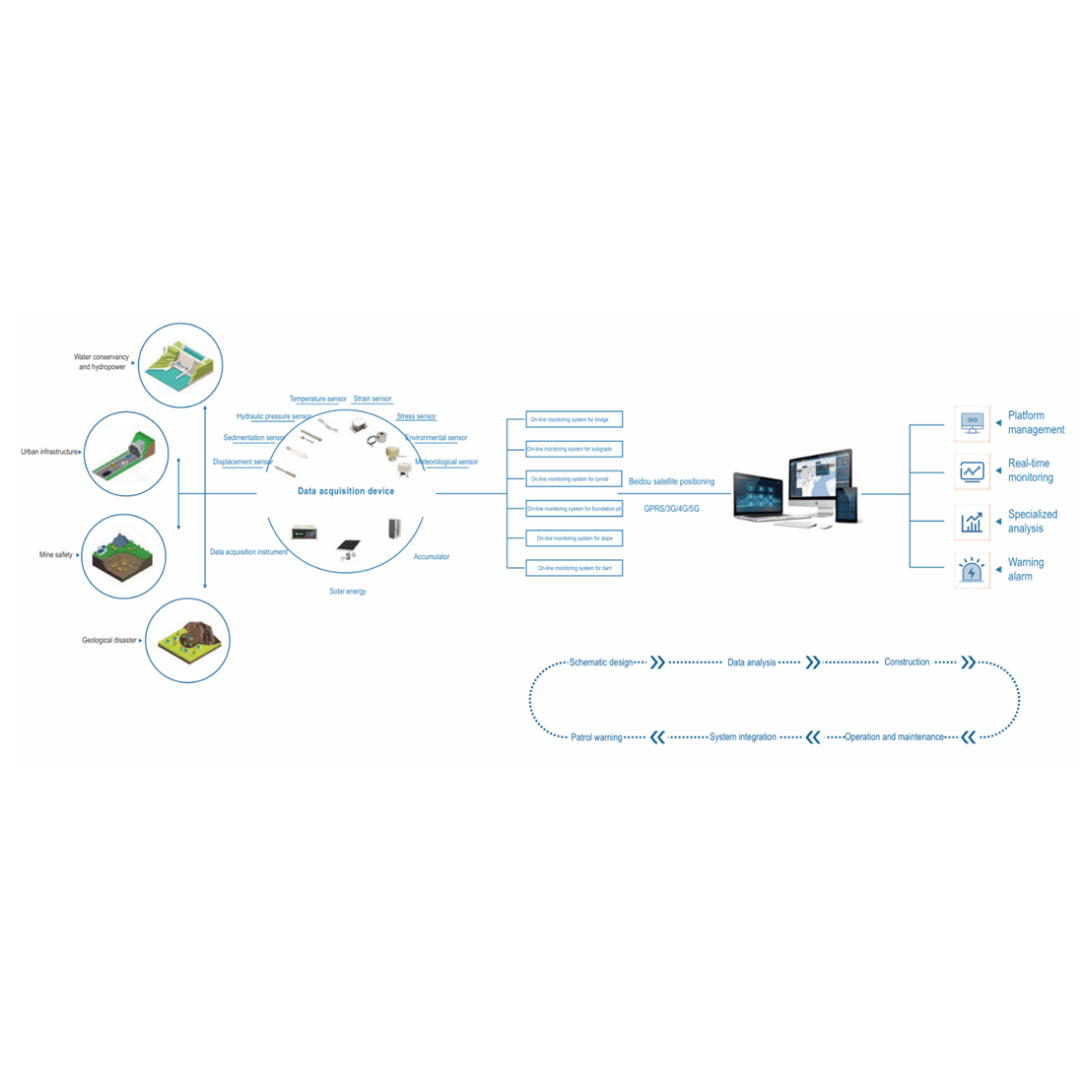 Water conservancy
and hydropower
Urban infrastructure
Mine safety
Geological disaster
Temperature sensor
Strain sensor
Hydraulic pressure sensor
Stress sensor
Sedimentation sensor
Environmental sensor
Displacement sensor
Meteorological sensor
Data acquisition device
Data acquisition instrument
Accumulator
Solar energy
On-line monitoring system for bridge
On-line monitoring system for subgrade
On-line monitoring system for tunnel
On-line monitoring system for foundation pit
On-line monitoring system for slope
On-line monitoring system for dam
Beidou satellite positioning
GPRS/3G/4G/5G
Platform
management
Real-time
monitoring
Specialized
analysis
Warning
alarm
Schematic design
Data analysis
Construction
Patrol warning
System integration
Operation and maintenance